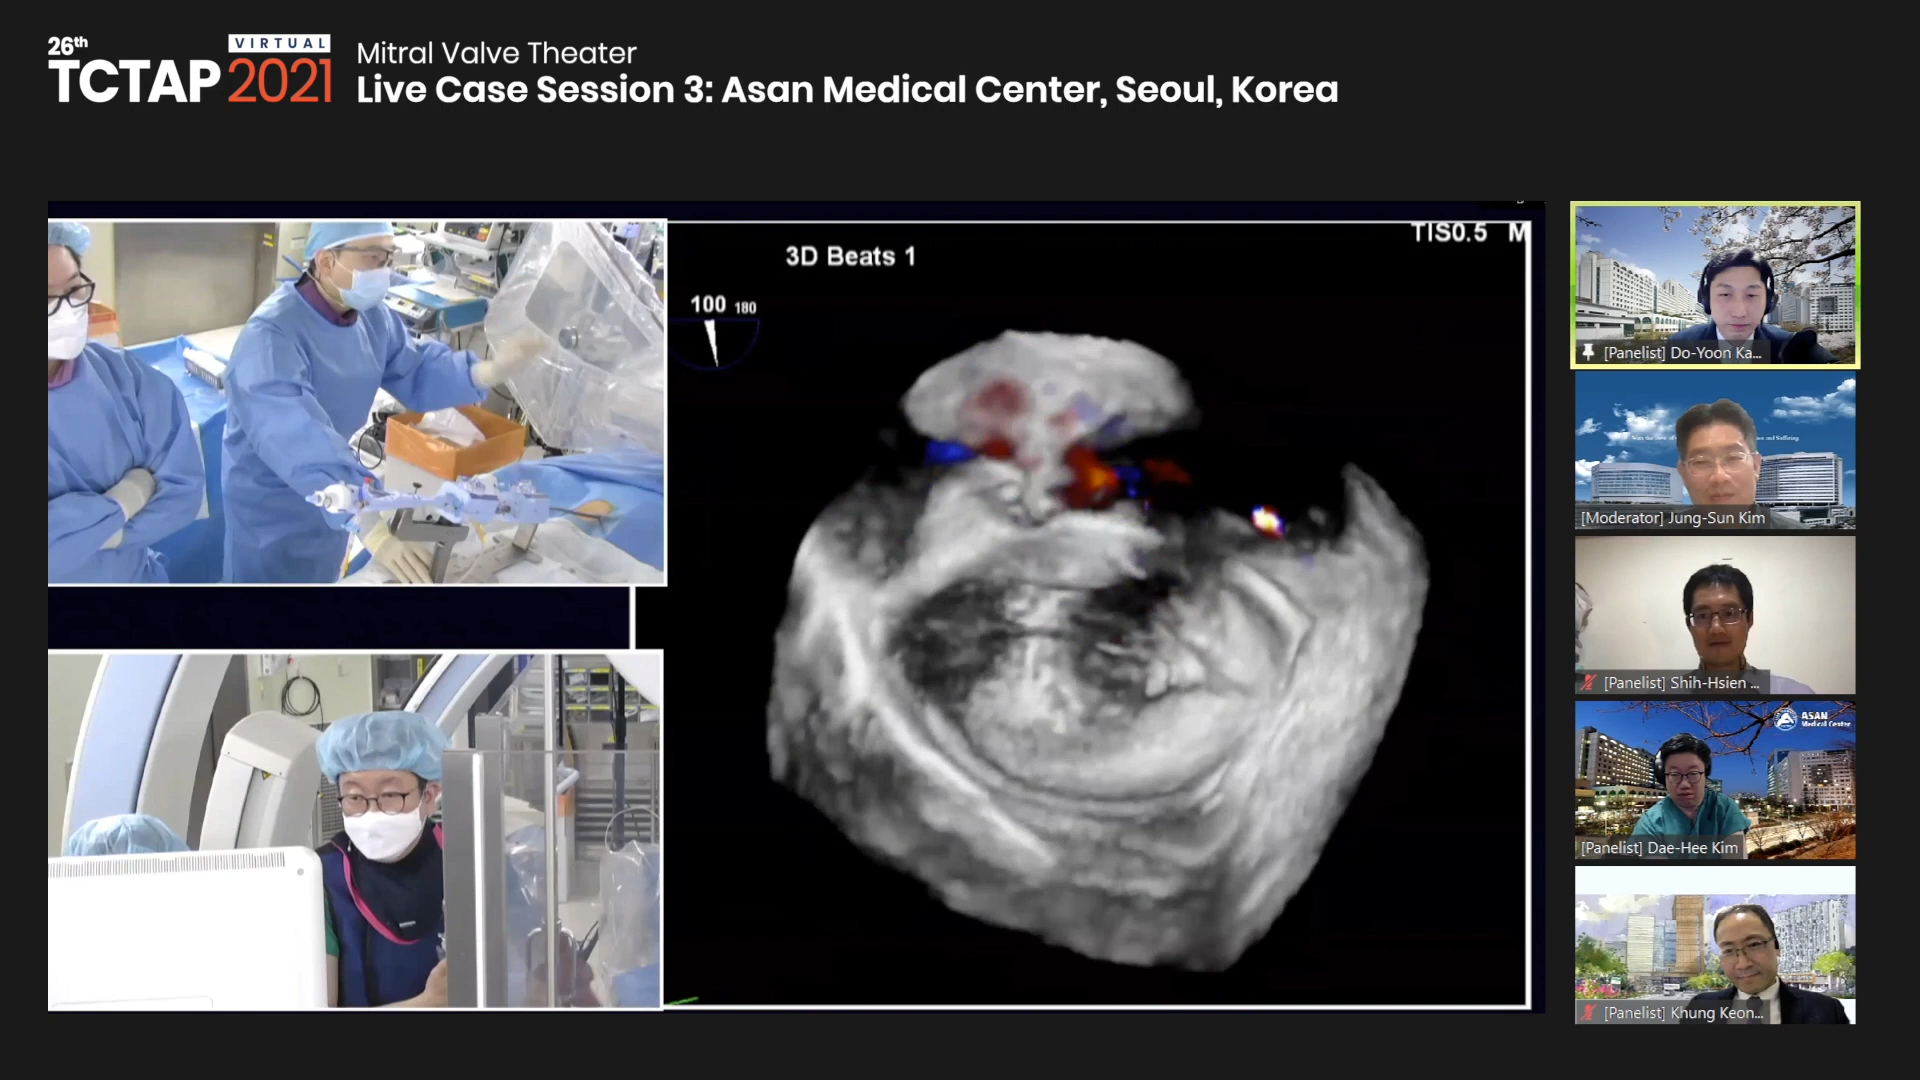 26th
VIRTUAL
TCTAP 2021
Mitral Valve Theater
Live Case Session 3: Asan Medical Center, Seoul, Korea
TIS0.5 M
3D Beats 1
100 180
[Panelist] Do-Yoon Ka...
[Moderator] Jung-Sun Kim
[Panelist] Shih-Hsien ...
ASAN
Medical Center
[Panelist] Dae-Hee Kim
[Panelist] Khung Keon...